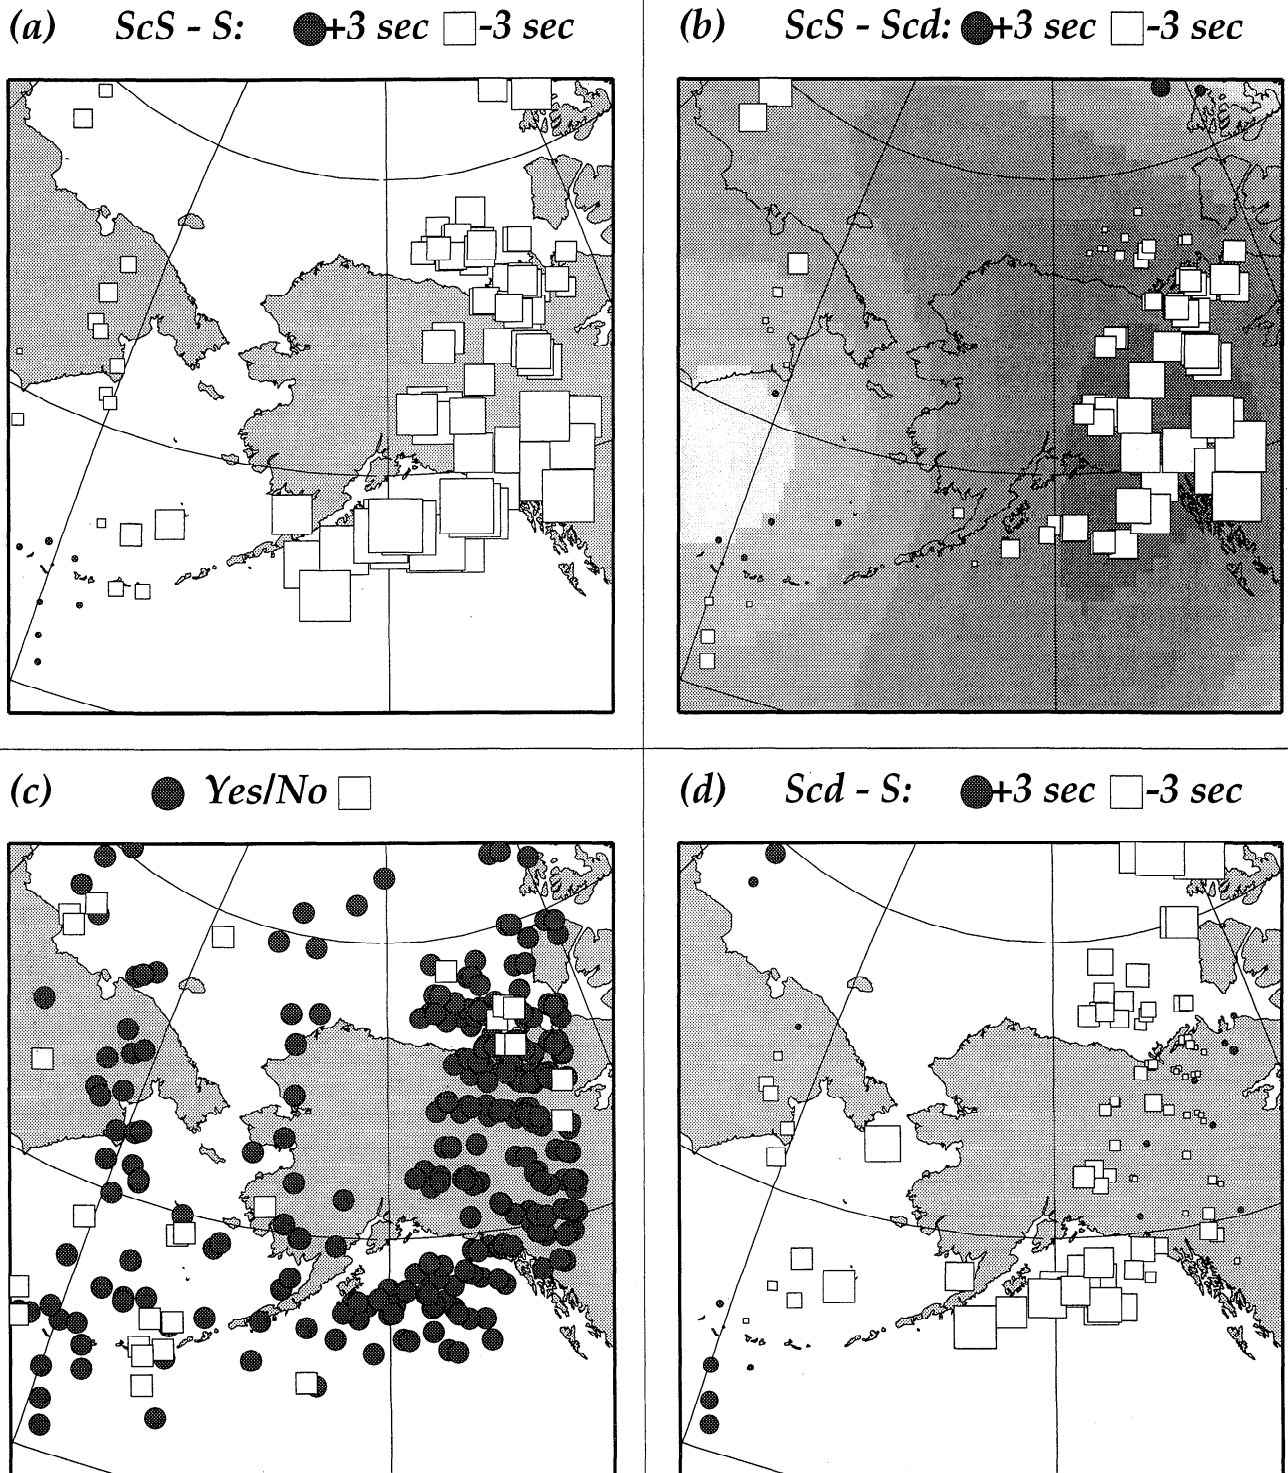 (a) ScS - S: +3 sec -3 sec
(b) ScS - Scd: +3 sec -3 sec
(c) Yes/No
(d) Scd - S: +3 sec -3 sec